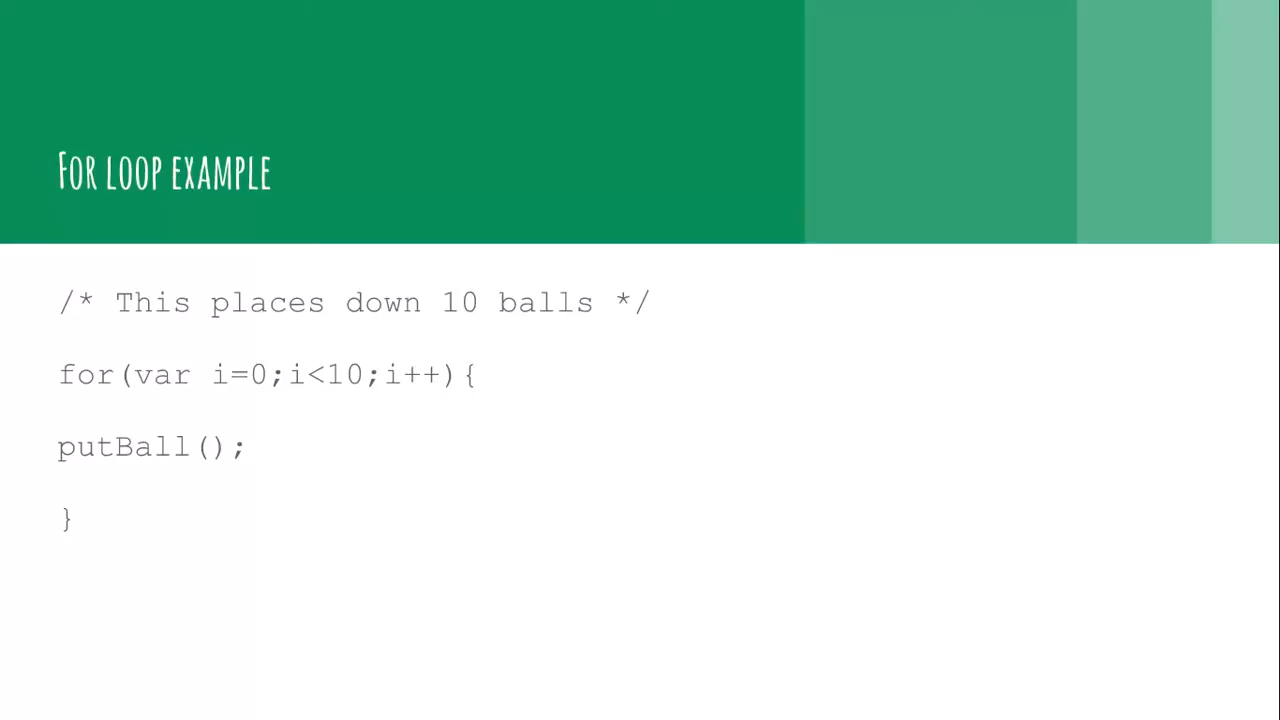 For loop example
/* This places down 10 balls */
for(var i=0;i<10;i++){
putBall();
}